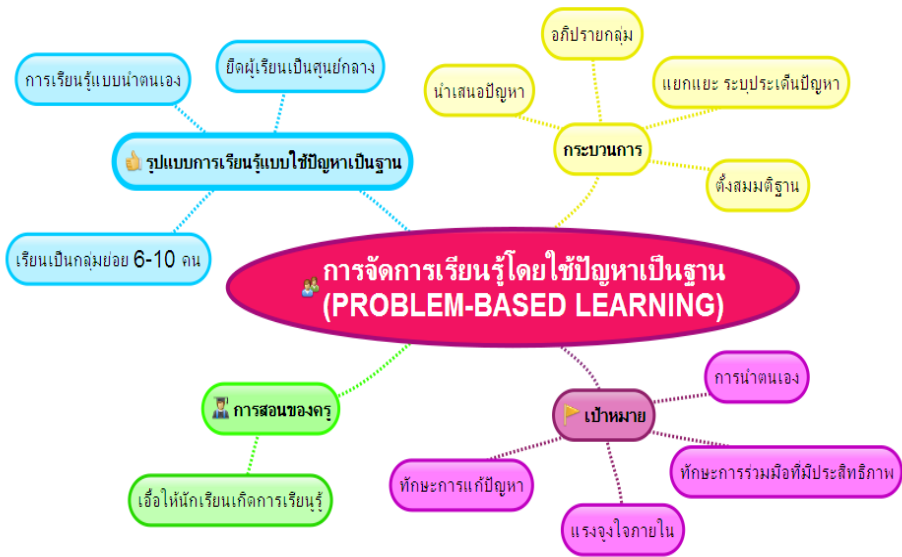 อภิปรายกลุ่ม
การเรียนรู้แบบนำตนเอง
ยึดผู้เรียนเป็นศูนย์กลาง
นำเสนอปัญหา
แยกแยะ ระบุประเด็นปัญหา
รูปแบบการเรียนรู้แบบใช้ปัญหาเป็นฐาน
กระบวนการ
ตั้งสมมติฐาน
เรียนเป็นกลุ่มย่อย 6-10 คน
การจัดการเรียนรู้โดยใช้ปัญหาเป็นฐาน
(PROBLEM-BASED LEARNING)
การสอนของครู
เอื้อให้นักเรียนเกิดการเรียนรู้
เป้าหมาย
การนำตนเอง
ทักษะการร่วมมือที่มีประสิทธิภาพ
ทักษะการแก้ปัญหา
แรงจูงใจภายใน